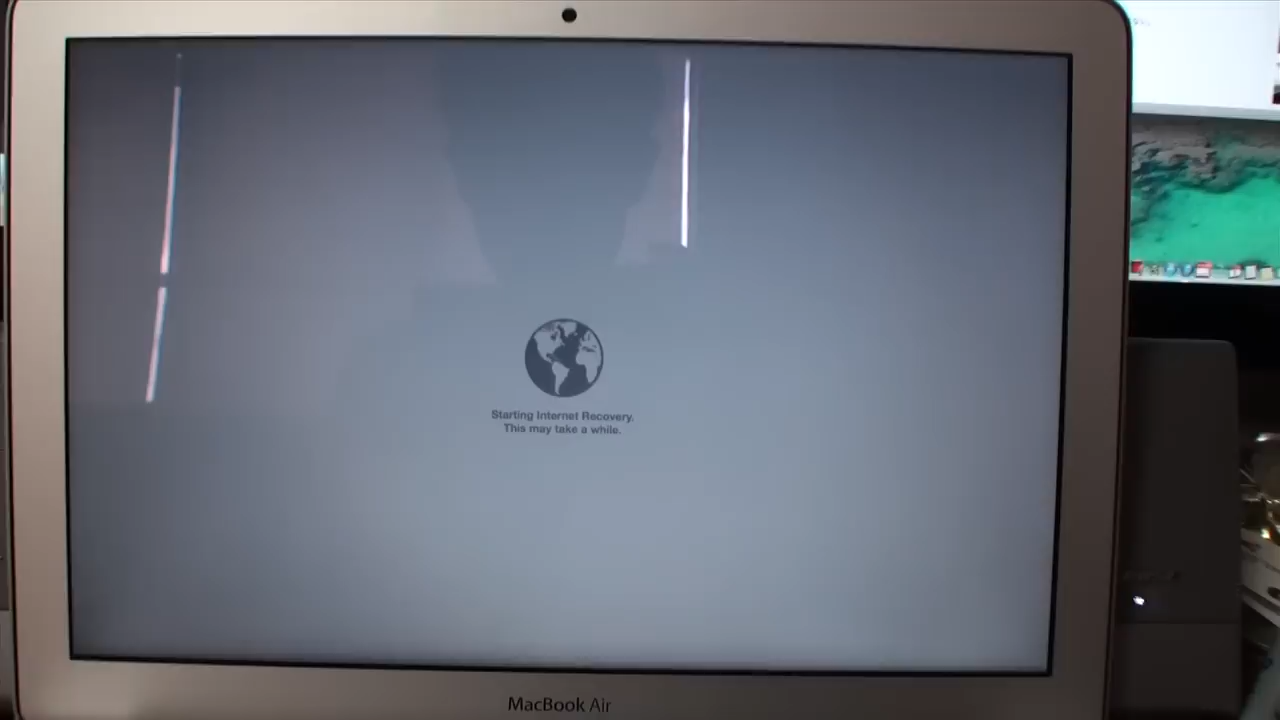 Starting Internet Recovery.
This may take a while.
MacBook Air